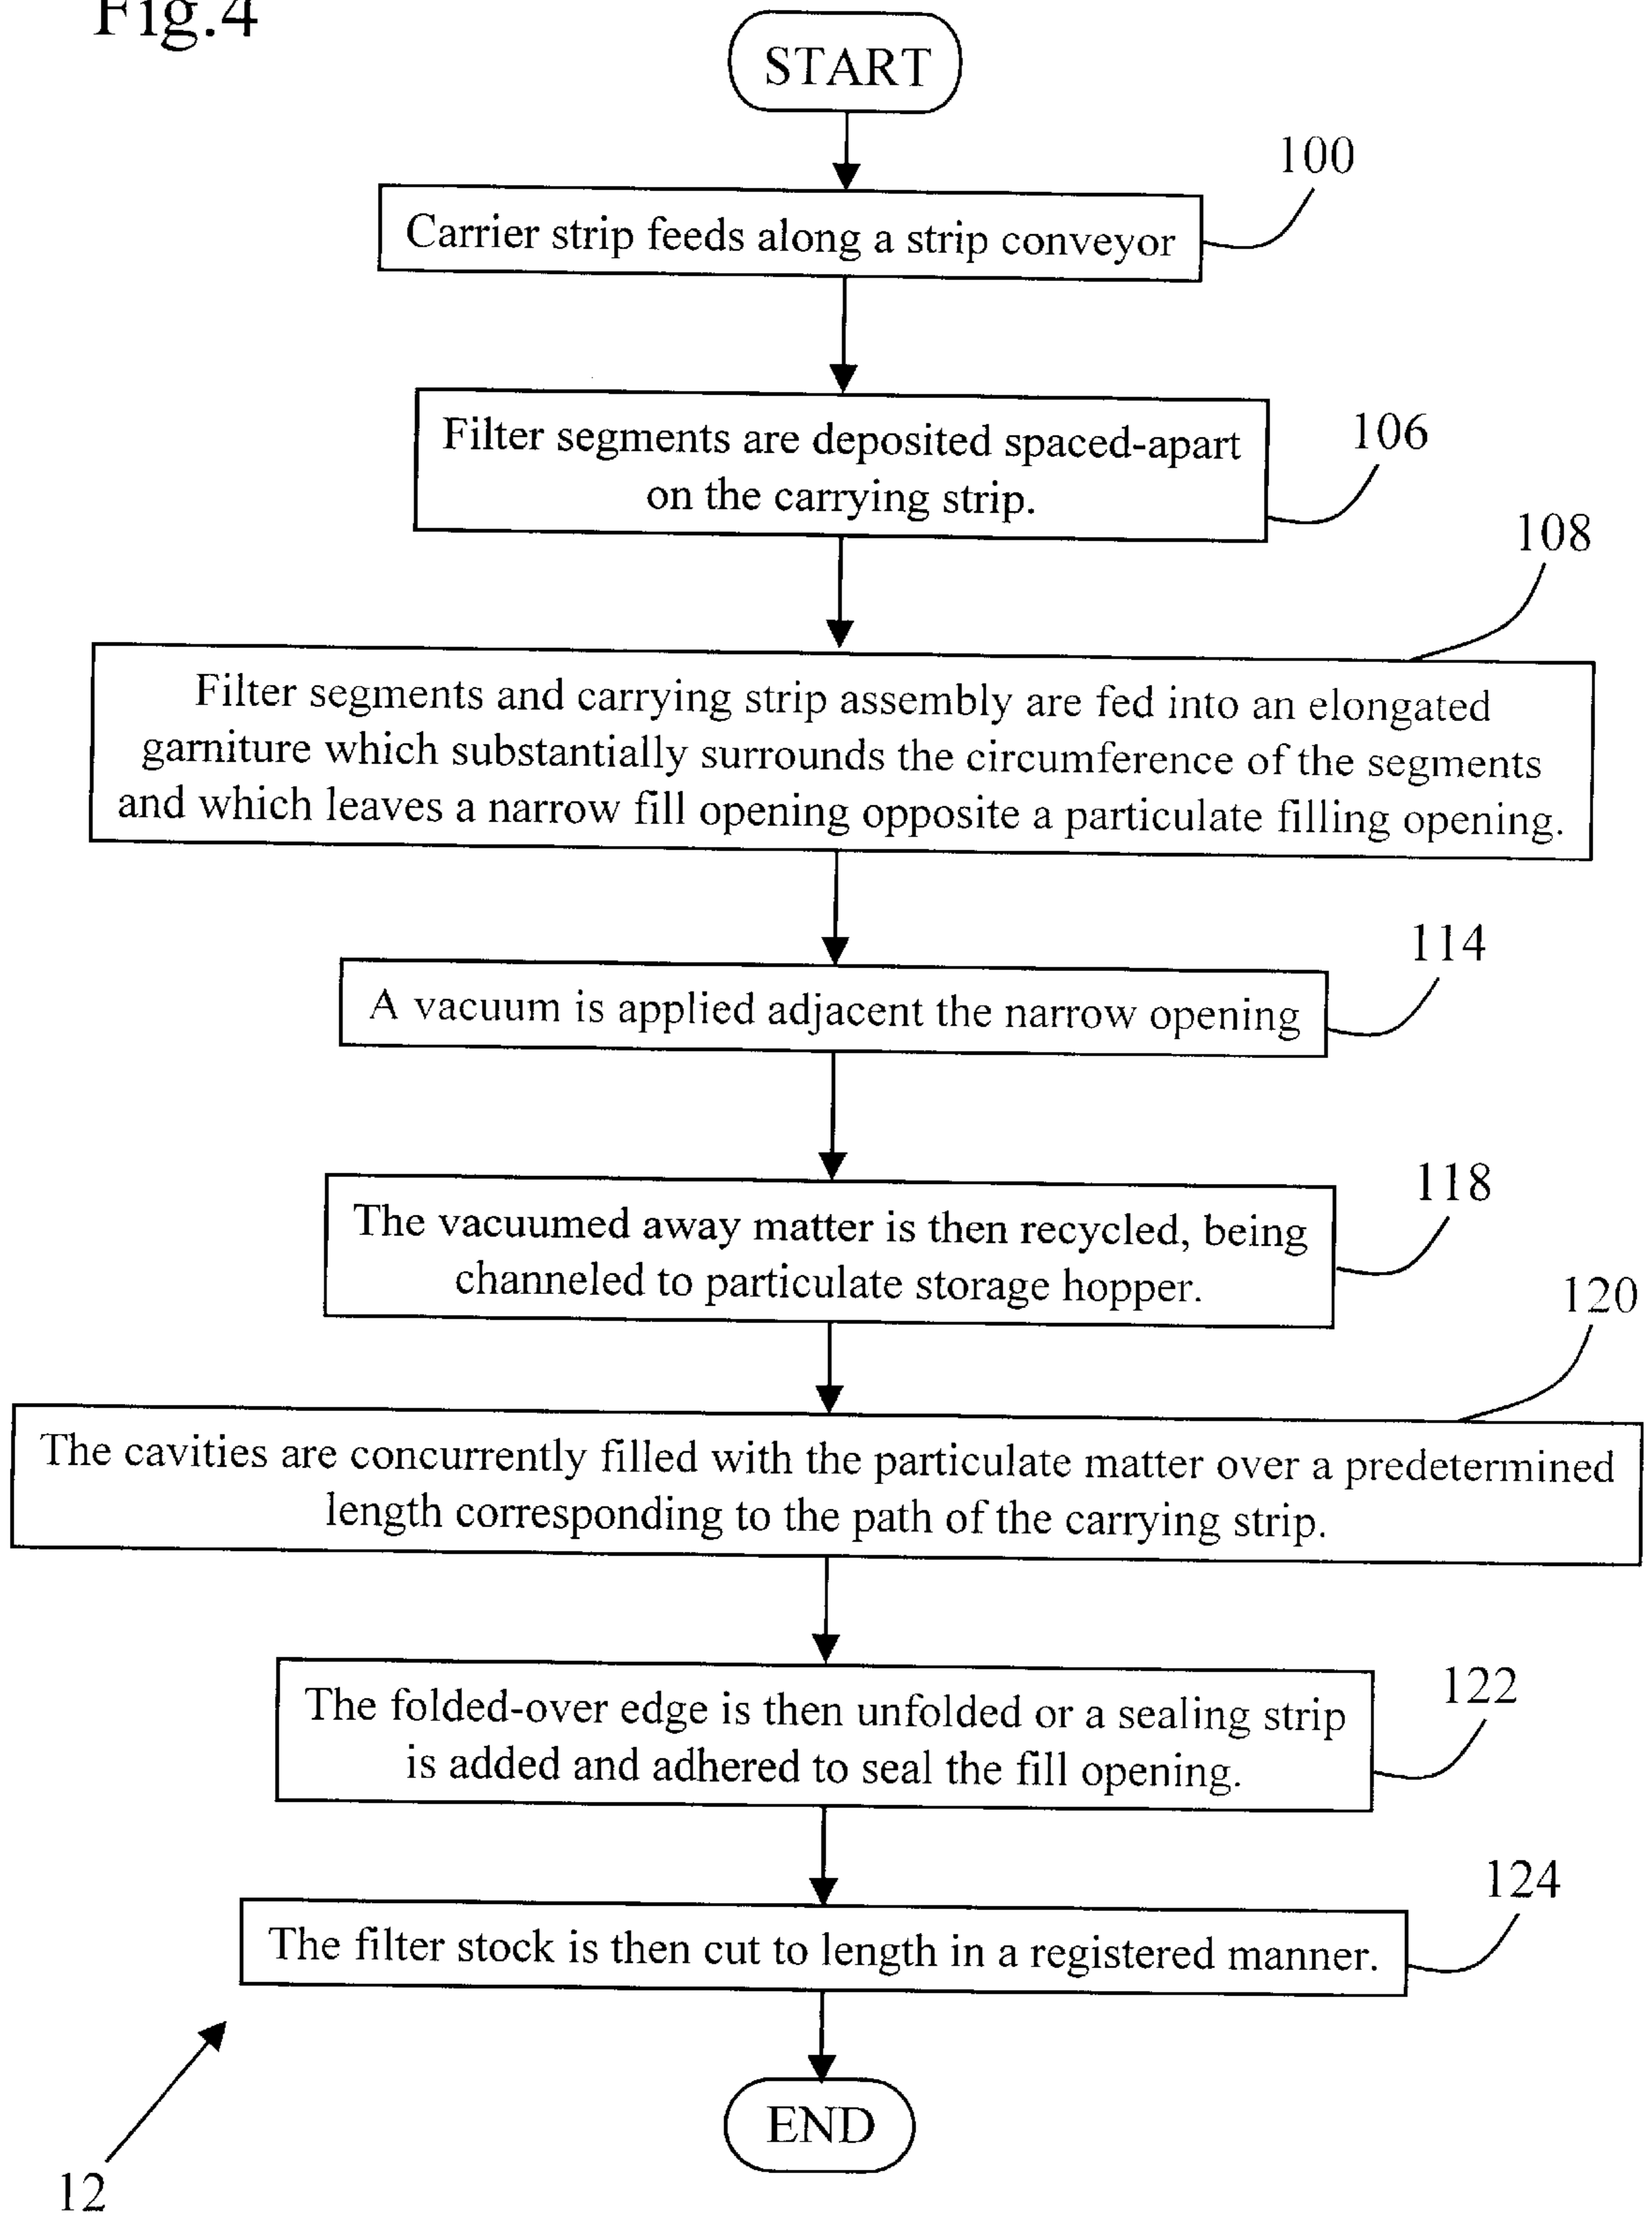 Fig.4
START
100
Carrier strip feeds along a strip conveyor
106
Filter segments are deposited spaced-apart
on the carrying strip.
108
Filter segments and carrying strip assembly are fed into an elongated
garniture which substantially surrounds the circumference of the segments
and which leaves a narrow fill opening opposite a particulate filling opening.
114
A vacuum is applied adjacent the narrow opening
118
The vacuumed away matter is then recycled, being
channeled to particulate storage hopper.
120
The cavities are concurrently filled with the particulate matter over a predetermined
length corresponding to the path of the carrying strip.
122
The folded-over edge is then unfolded or a sealing strip
is added and adhered to seal the fill opening.
124
The filter stock is then cut to length in a registered manner.
END
12